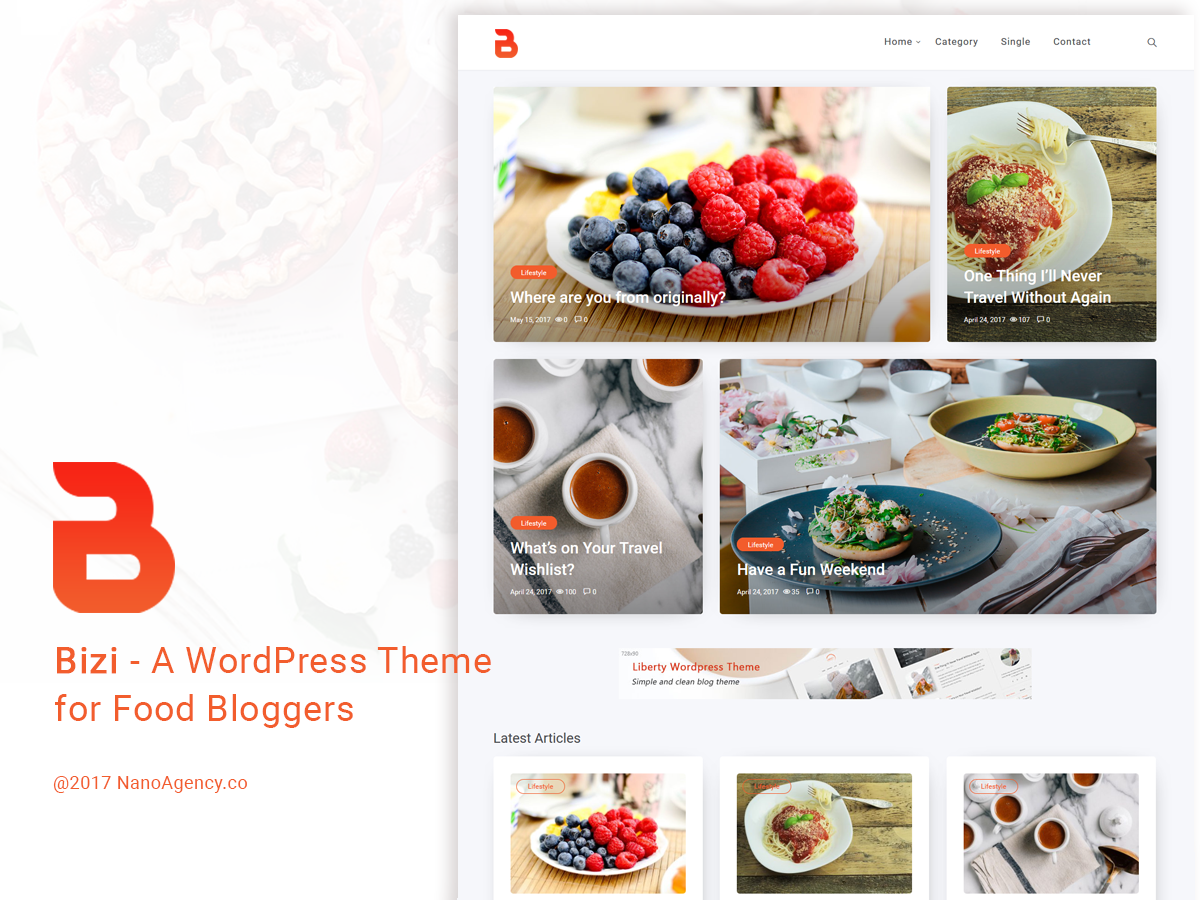 Home
Category
Single
Contact
Lifestyle
Where are you from originally?
May 15, 2017 0 0
Lifestyle
One Thing I'll Never
Travel Without Again
April 24, 2017 107 0
Lifestyle
What's on Your Travel
Wishlist?
April 24, 2017 100 0
Lifestyle
Have a Fun Weekend
April 24, 2017 35 0
Bizi - A WordPress Theme
for Food Bloggers
@2017 NanoAgency.co
728x90
Liberty Wordpress Theme
Simple and clean blog theme
Latest Articles
Lifestyle
Lifestyle
Lifestyle